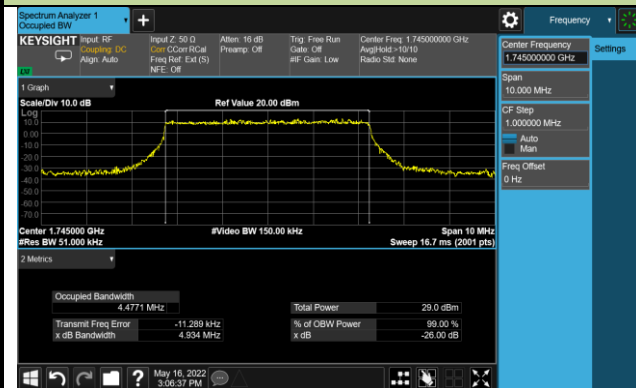 Spectrum Analyzer 1
Occupied BW
Frequency
KEYSIGHT
Input: RF
Coupling: DC
Align: Auto
Input Z: 50 Ω
Corr CCorr RCal
Freq Ref: Ext (S)
NFE: Off
Atten: 16 dB
Preamp: Off
Trig: Free Run
Gate: Off
#IF Gain: Low
Center Freq: 1.745000000 GHz
Avg|Hold:>10/10
Radio Std: None
Center Frequency
1.745000000 GHz
Settings
Span
10.000 MHz
CF Step
1.000000 MHz
Auto
Man
Freq Offset
0 Hz
1 Graph
Scale/Div 10.0 dB
Ref Value 20.00 dBm
Log
10.0
0.00
-10.0
-20.0
-30.0
-40.0
-50.0
-60.0
-70.0
Center 1.745000 GHz
#Video BW 150.00 kHz
Span 10 MHz
#Res BW 51.000 kHz
Sweep 16.7 ms (2001 pts)
2 Metrics
Occupied Bandwidth
4.4771 MHz
Total Power
29.0 dBm
Transmit Freq Error
-11.289 kHz
% of OBW Power
99.00 %
x dB Bandwidth
4.934 MHz
x dB
-26.00 dB
May 16, 2022
3:06:37 PM